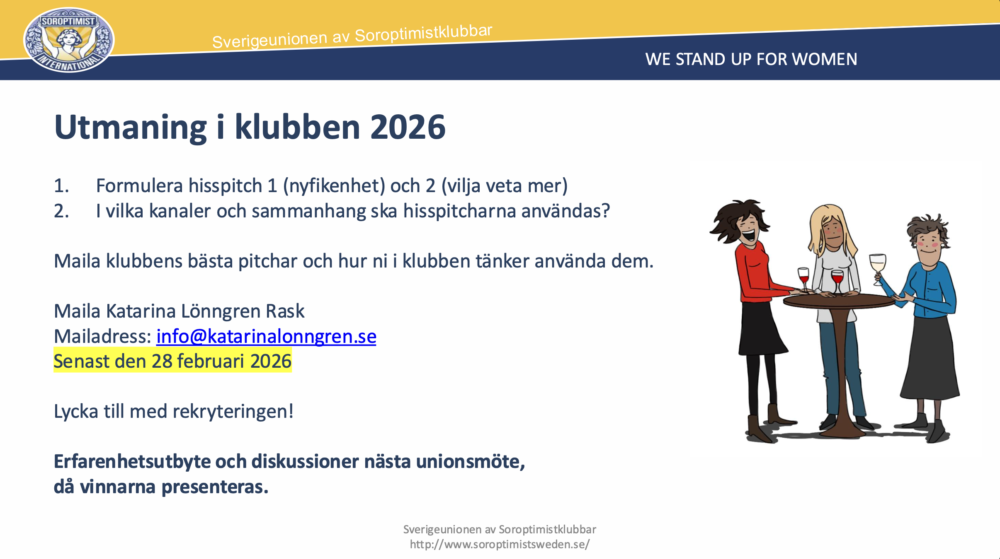 SOROPTIMIST
INTERNATIONAL
Sverigeunionen av Soroptimistklubbar
WE STAND UP FOR WOMEN
Utmaning i klubben 2026
1. Formulera hisspitch 1 (nyfikenhet) och 2 (vilja veta mer)
2. I vilka kanaler och sammanhang ska hisspitcharna användas?
Maila klubbens bästa pitchar och hur ni i klubben tänker använda dem.
Maila Katarina Lönngren Rask
Mailadress: info@katarinalonngren.se
Senast den 28 februari 2026
Lycka till med rekryteringen!
Erfarenhetsutbyte och diskussioner nästa unionsmöte,
då vinnarna presenteras.
Sverigeunionen av Soroptimistklubbar
http://www.soroptimistsweden.se/